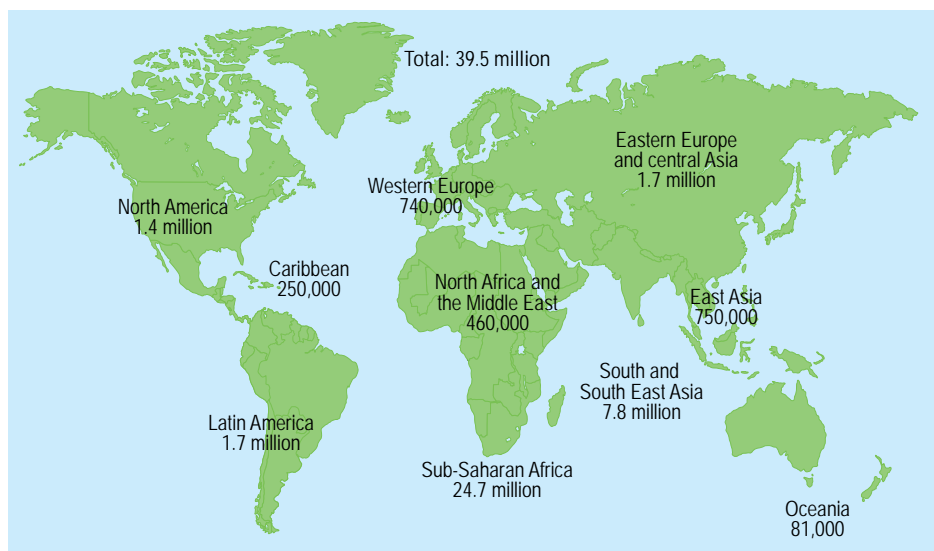 Total: 39.5 million
Eastern Europe
and central Asia
1.7 million
Western Europe
740,000
North America
1.4 million
Caribbean
250,000
North Africa and
the Middle East
460,000
East Asia
750,000
South and
South East Asia
7.8 million
Latin America
1.7 million
Sub-Saharan Africa
24.7 million
Oceania
81,000